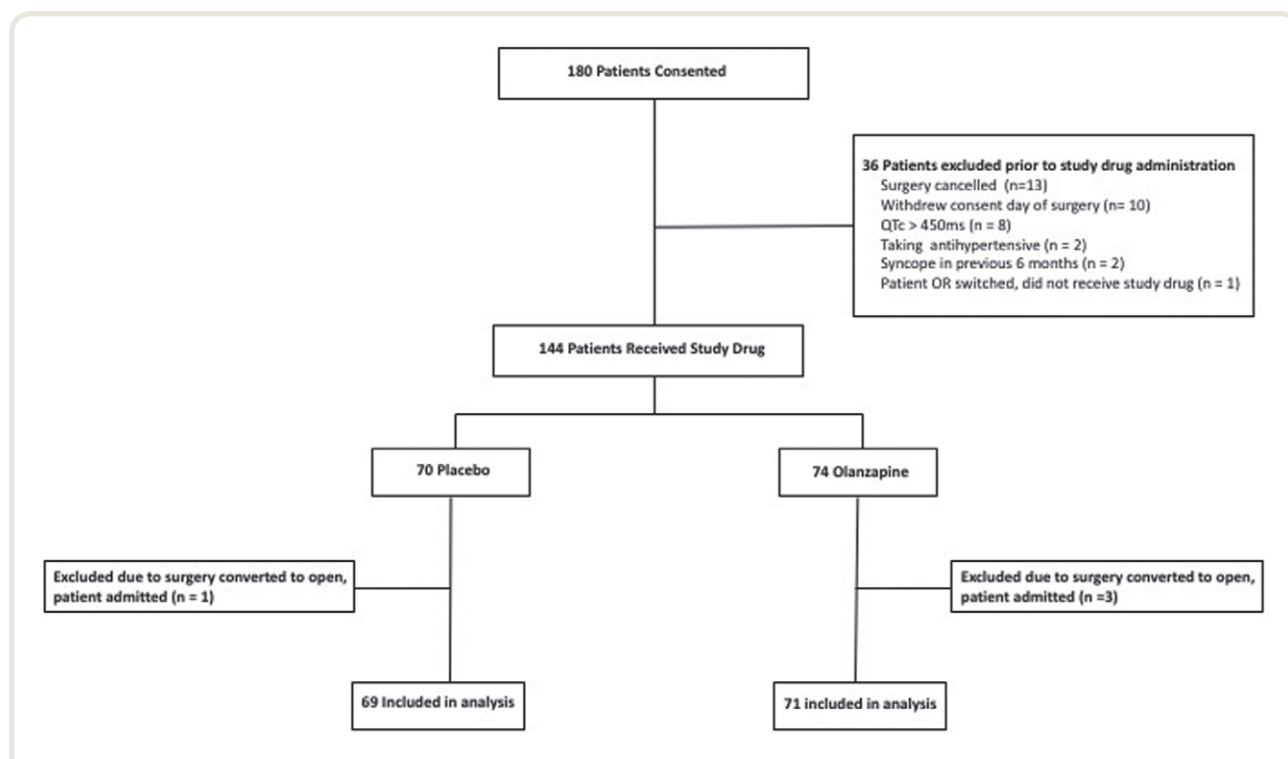 180 Patients Consented
36 Patients excluded prior to study drug administration
Surgery cancelled (n=13)
Withdrew consent day of surgery (n= 10)
QTc > 450ms (n = 8)
Taking antihypertensive (n = 2)
Syncope in previous 6 months (n = 2)
Patient OR switched, did not receive study drug (n = 1)
144 Patients Received Study Drug
70 Placebo
74 Olanzapine
Excluded due to surgery converted to open,
patient admitted (n = 1)
Excluded due to surgery converted to open,
patient admitted (n =3)
69 Included in analysis
71 included in analysis